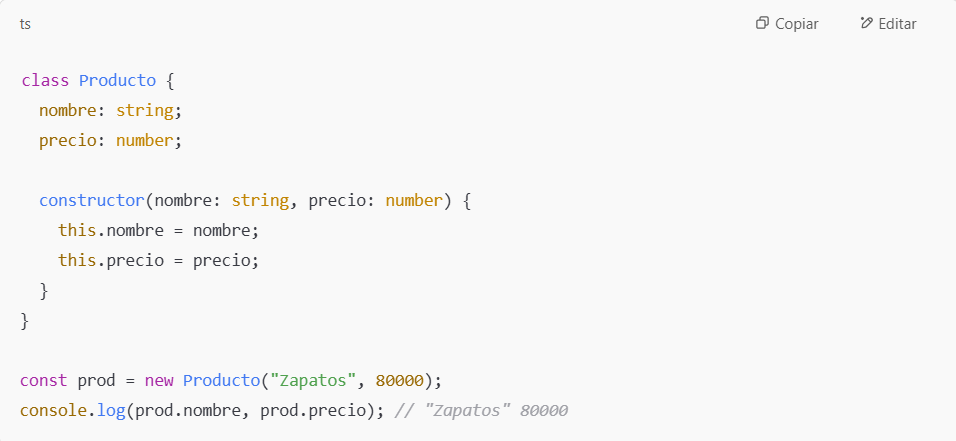 ts
Copiar
Editar
class Producto {
  nombre: string;
  precio: number;

  constructor(nombre: string, precio: number) {
    this.nombre = nombre;
    this.precio = precio;
  }
}

const prod = new Producto("Zapatos", 80000);
console.log(prod.nombre, prod.precio); // "Zapatos" 80000